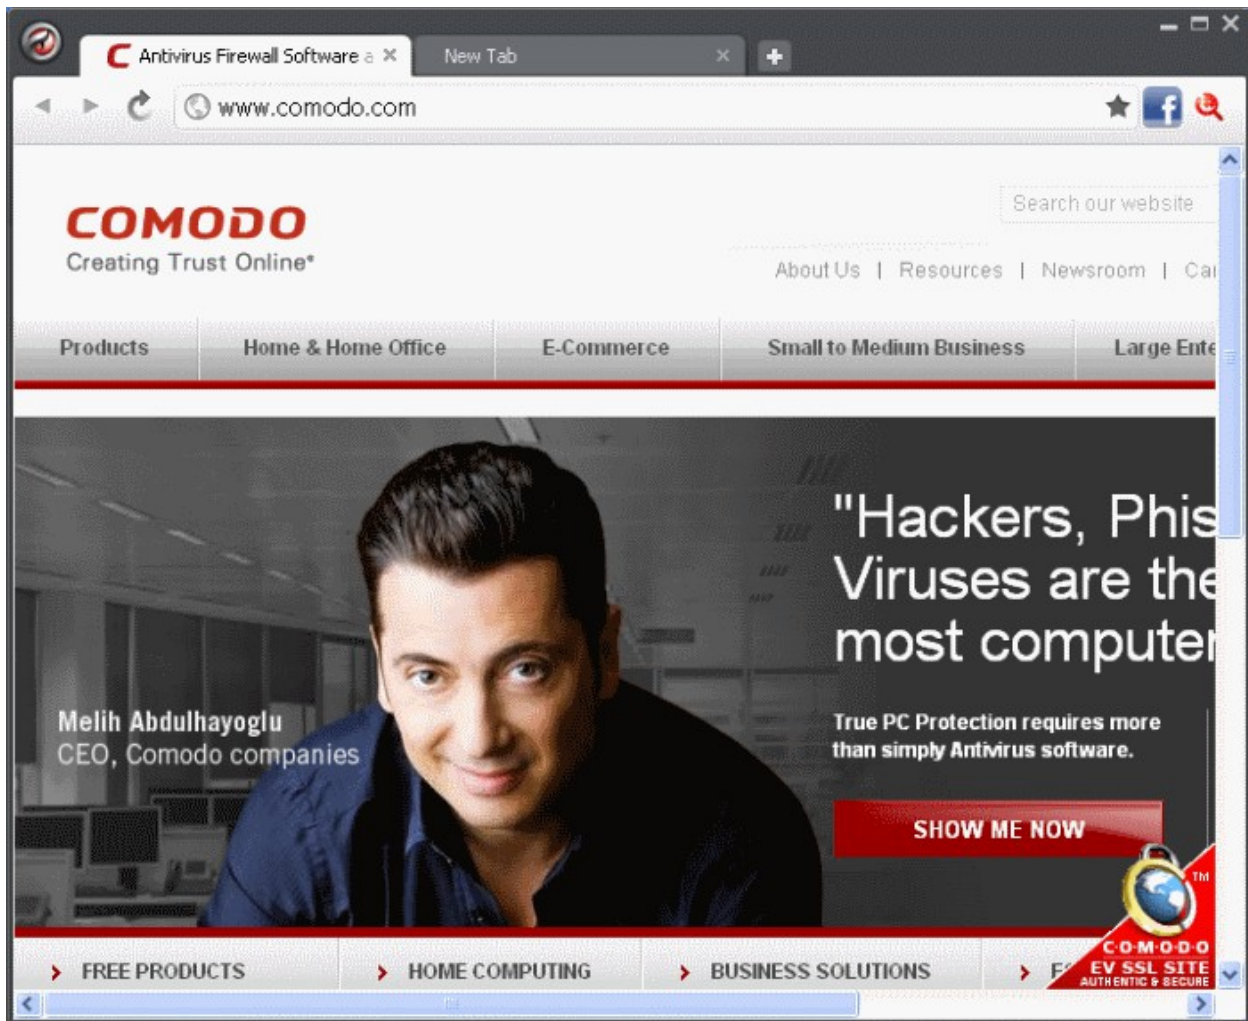 Antivirus Firewall Software a
New Tab
www.comodo.com
Search our website
COMODO
Creating Trust Online®
About Us | Resources | Newsroom | Car
Products
Home & Home Office
E-Commerce
Small to Medium Business
Large Ente
"Hackers, Phis
Viruses are the
most computer
Melih Abdulhayoglu
CEO, Comodo companies
True PC Protection requires more
than simply Antivirus software.
SHOW ME NOW
TM
C·O·M·O·D·O
EV SSL SITE
AUTHENTIC & SECURE
FREE PRODUCTS
HOME COMPUTING
BUSINESS SOLUTIONS